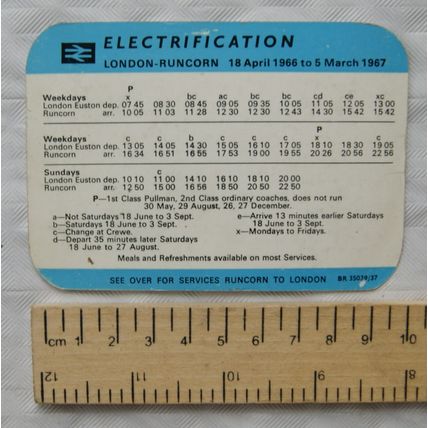 ELECTRIFICATION
LONDON-RUNCORN 18 April 1966 to 5 March 1967
P
Weekdays x bc ac bc bc cd ce xc
London Euston dep. 07 45 08 30 08 45 09 05 09 35 10 05 11 05 12 05 13 00
Runcorn arr. 10 05 11 03 11 28 12 30 12 30 12 43 14 30 15 42 15 42
P
Weekdays c c c c c x c
London Euston dep. 13 05 14 05 14 30 15 05 16 10 17 05 18 10 18 30 19 05
Runcorn arr. 16 34 16 51 16 55 17 53 19 00 19 55 20 26 20 56 22 56
Sundays c
London Euston dep. 10 10 11 00 14 10 16 10 18 10 20 00
Runcorn arr. 12 50 15 00 16 56 18 50 20 50 22 50
P—1st Class Pullman, 2nd Class ordinary coaches, does not run
30 May, 29 August, 26, 27 December.
a—Not Saturdays 18 June to 3 Sept.
b—Saturdays 18 June to 3 Sept.
c—Change at Crewe.
d—Depart 35 minutes later Saturdays
18 June to 27 August.
e—Arrive 13 minutes earlier Saturdays
18 June to 3 Sept.
x—Mondays to Fridays.
Meals and Refreshments available on most Services.
SEE OVER FOR SERVICES RUNCORN TO LONDON BR 35039/37
cm 1 2 3 4 5 6 7 8 9 10
12 11 10 9 8